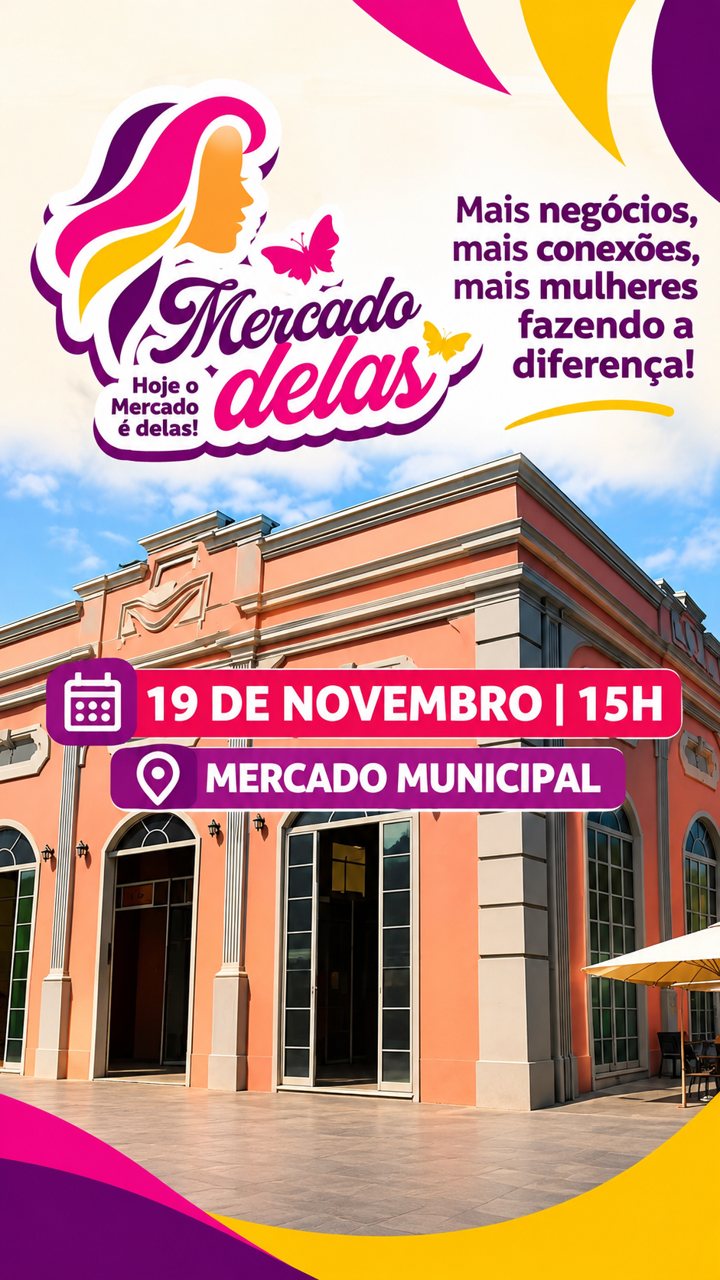 Mercado
delas
Hoje o
Mercado
é delas!
Mais negócios,
mais conexões,
mais mulheres
fazendo a
diferença!
19 DE NOVEMBRO | 15H
MERCADO MUNICIPAL